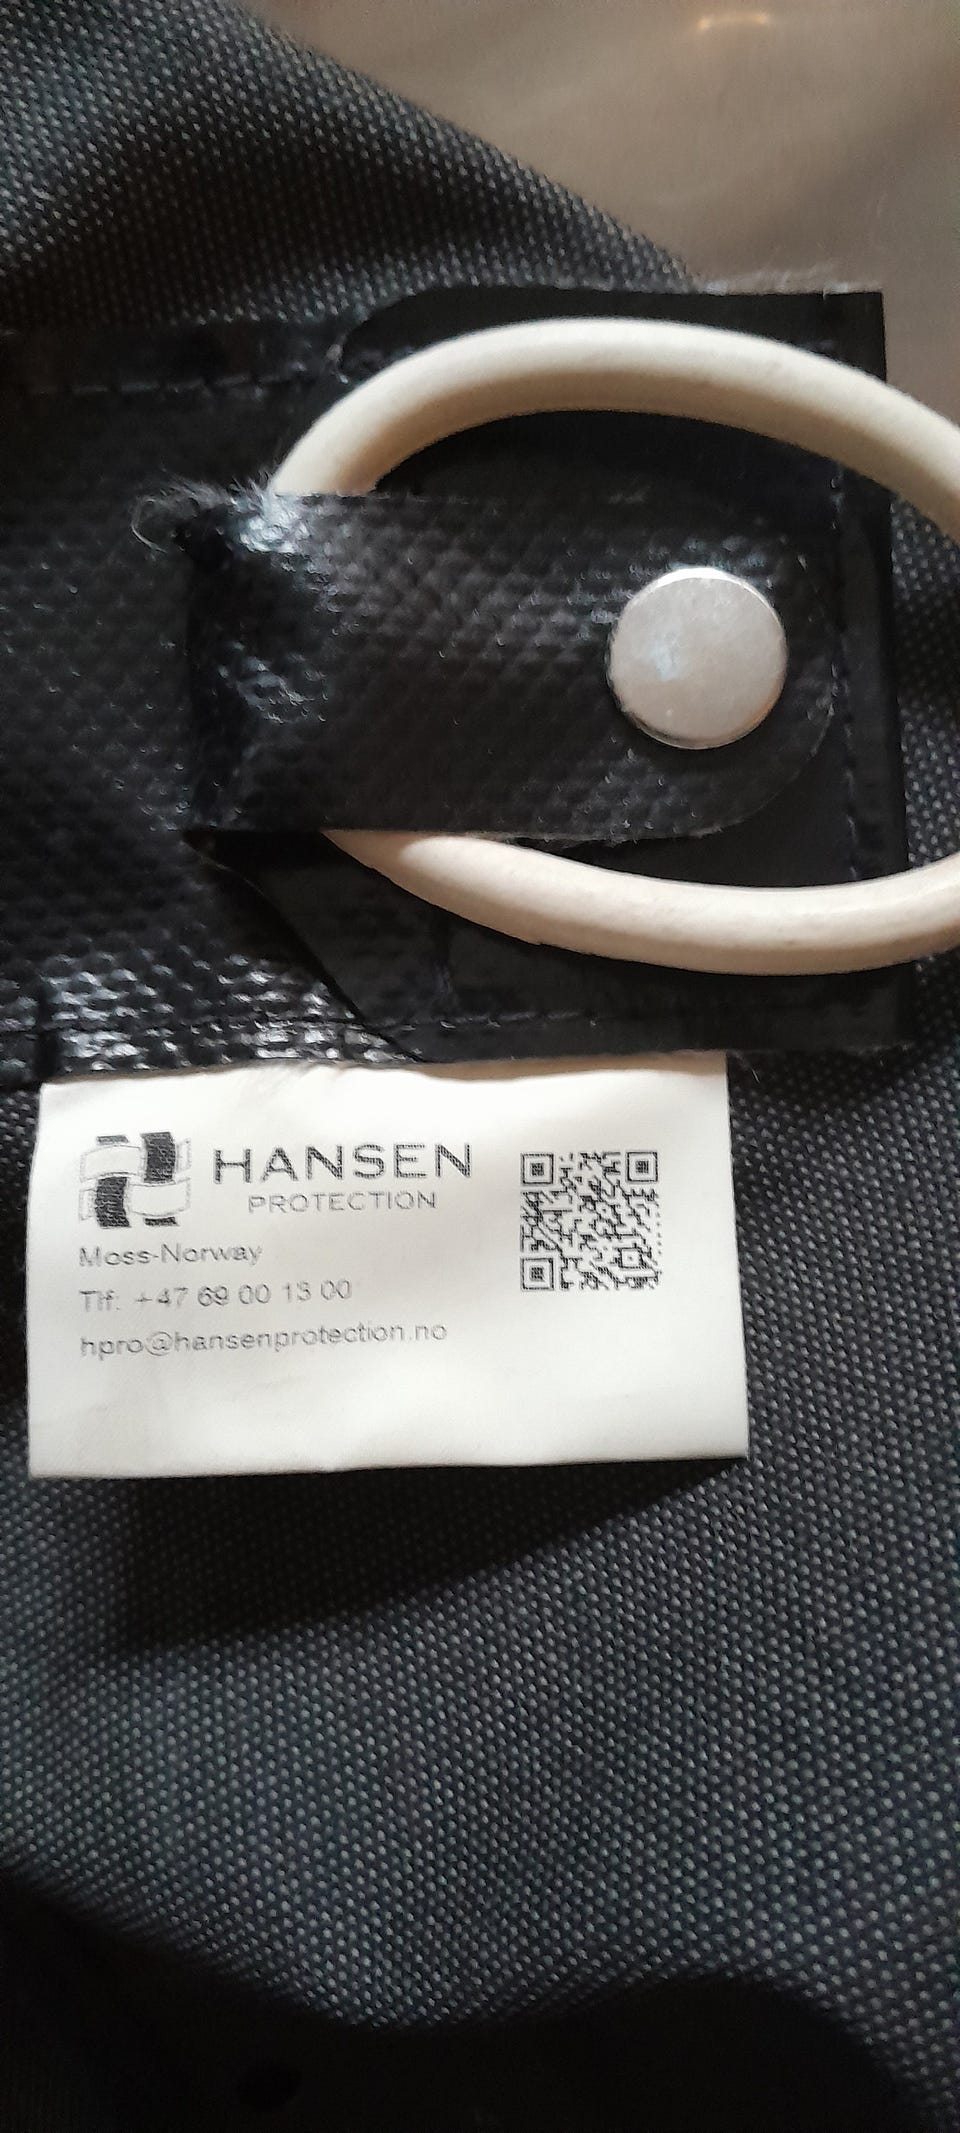 HANSEN
PROTECTION
Moss-Norway
Tlf: +47 69 00 13 00
hpro@hansenprotection.no